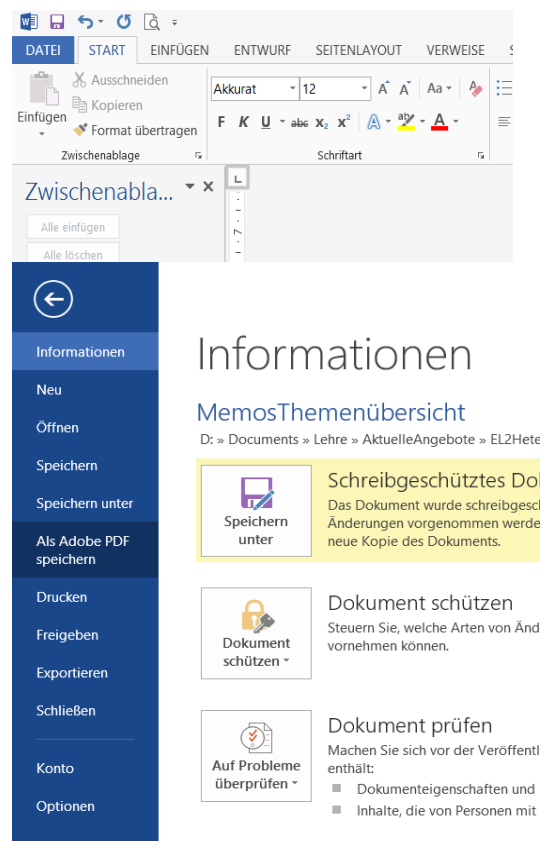 DATEI START EINFÜGEN ENTWURF SEITENLAYOUT VERWEISE
Ausschneiden
Kopieren
Format übertragen
Einfügen
Zwischenablage
Akkurat 12 A A Aa
F K U abc X₂ X² A ab A
Schriftart
Zwischenabla...
Alle einfügen
Alle löschen
7
Informationen
Neu
Öffnen
Speichern
Speichern unter
Als Adobe PDF
speichern
Drucken
Freigeben
Exportieren
Schließen
Konto
Optionen
Informationen
MemosThemenübersicht
D: » Documents » Lehre » AktuelleAngebote » EL2Hete
Speichern
unter
Schreibgeschütztes Do
Das Dokument wurde schreibgesc
Änderungen vorgenommen werde
neue Kopie des Dokuments.
Dokument
schützen
Dokument schützen
Steuern Sie, welche Arten von Änd
vornehmen können.
Auf Probleme
überprüfen
Dokument prüfen
Machen Sie sich vor der Veröffentl
enthält:
Dokumenteigenschaften und
Inhalte, die von Personen mit